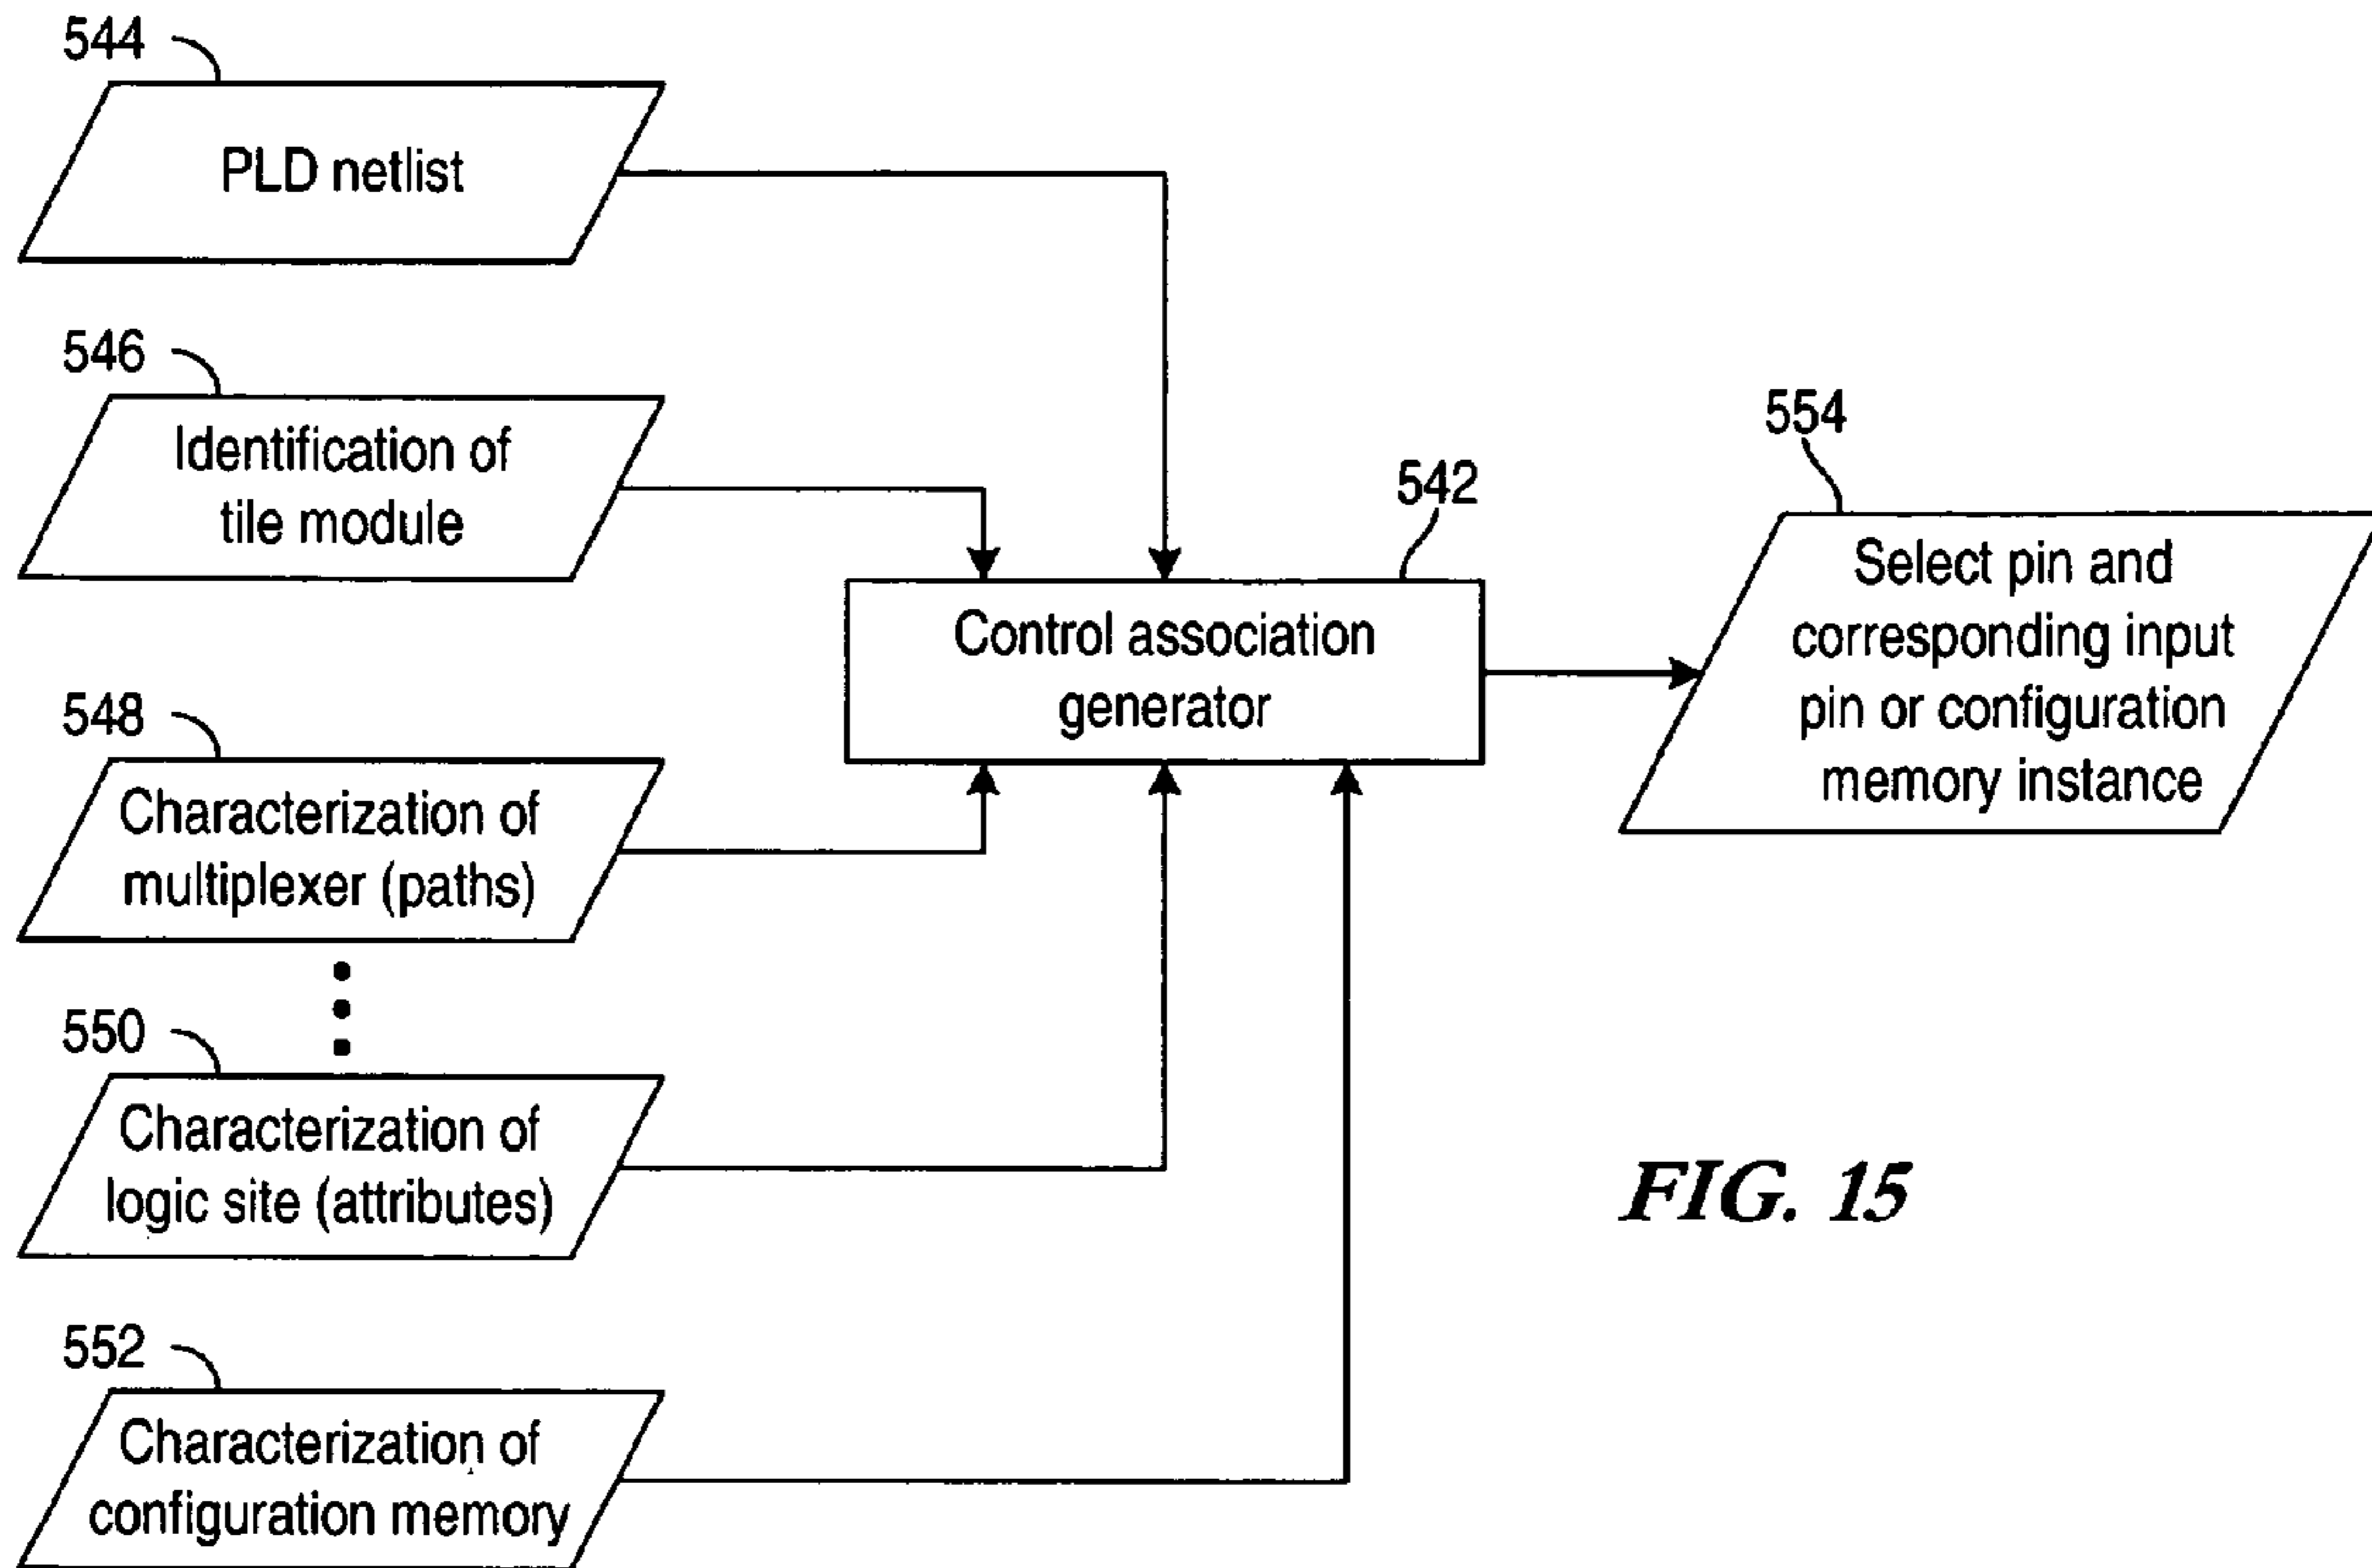 544
PLD netlist
546
Identification of
tile module
548
Characterization of
multiplexer (paths)
550
Characterization of
logic site (attributes)
552
Characterization of
configuration memory
542
Control association
generator
554
Select pin and
corresponding input
pin or configuration
memory instance
FIG. 15